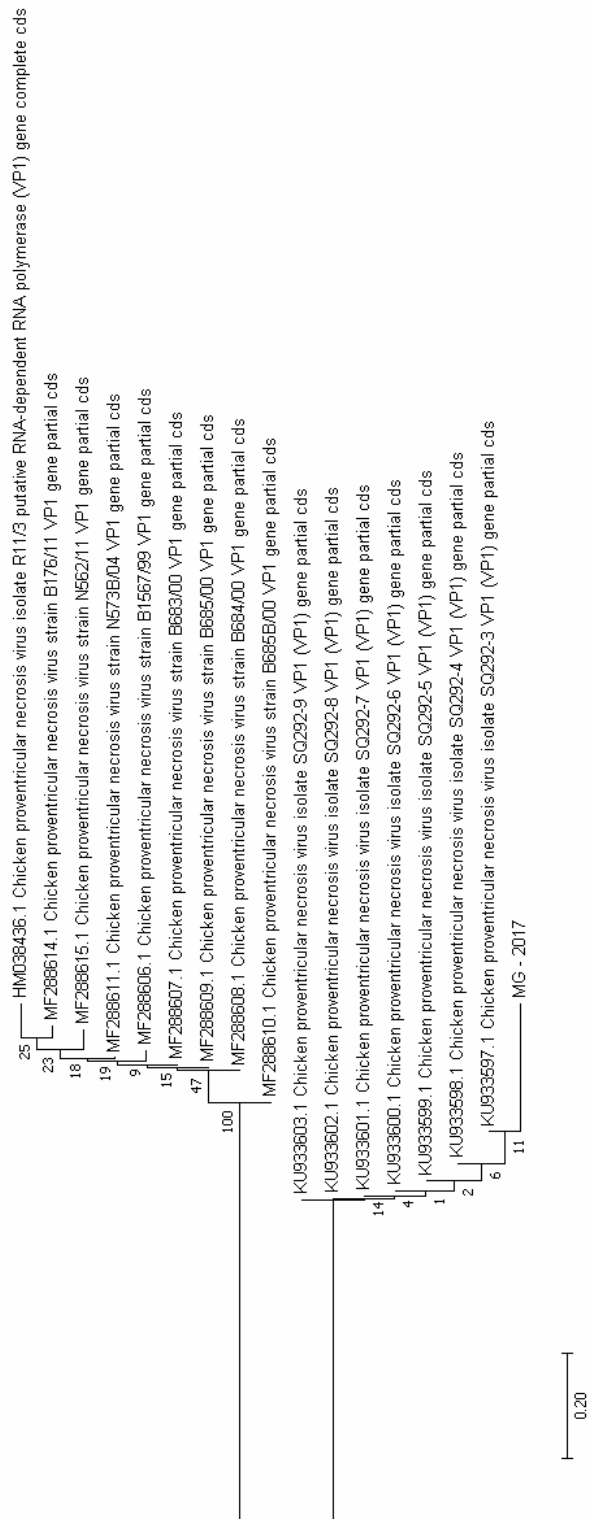 HM038436.1 Chicken proventricular necrosis virus isolate R11/3 putative RNA-dependent RNA polymerase (VP1) gene complete cds
MF288614.1 Chicken proventricular necrosis virus strain B176/11 VP1 gene partial cds
MF288615.1 Chicken proventricular necrosis virus strain N562/11 VP1 gene partial cds
MF288611.1 Chicken proventricular necrosis virus strain N573B/04 VP1 gene partial cds
MF288606.1 Chicken proventricular necrosis virus strain B1567/99 VP1 gene partial cds
MF288607.1 Chicken proventricular necrosis virus strain B683/00 VP1 gene partial cds
MF288609.1 Chicken proventricular necrosis virus strain B685/00 VP1 gene partial cds
MF288608.1 Chicken proventricular necrosis virus strain B684/00 VP1 gene partial cds
MF288610.1 Chicken proventricular necrosis virus strain B685B/00 VP1 gene partial cds
KU933603.1 Chicken proventricular necrosis virus isolate SQ292-9 VP1 (VP1) gene partial cds
KU933602.1 Chicken proventricular necrosis virus isolate SQ292-8 VP1 (VP1) gene partial cds
KU933601.1 Chicken proventricular necrosis virus isolate SQ292-7 VP1 (VP1) gene partial cds
KU933600.1 Chicken proventricular necrosis virus isolate SQ292-6 VP1 (VP1) gene partial cds
KU933599.1 Chicken proventricular necrosis virus isolate SQ292-5 VP1 (VP1) gene partial cds
KU933598.1 Chicken proventricular necrosis virus isolate SQ292-4 VP1 (VP1) gene partial cds
KU933597.1 Chicken proventricular necrosis virus isolate SQ292-3 VP1 (VP1) gene partial cds
MG - 2017
25
23
18
19
9
15
47
100
14
4
1
2
6
11
0.20